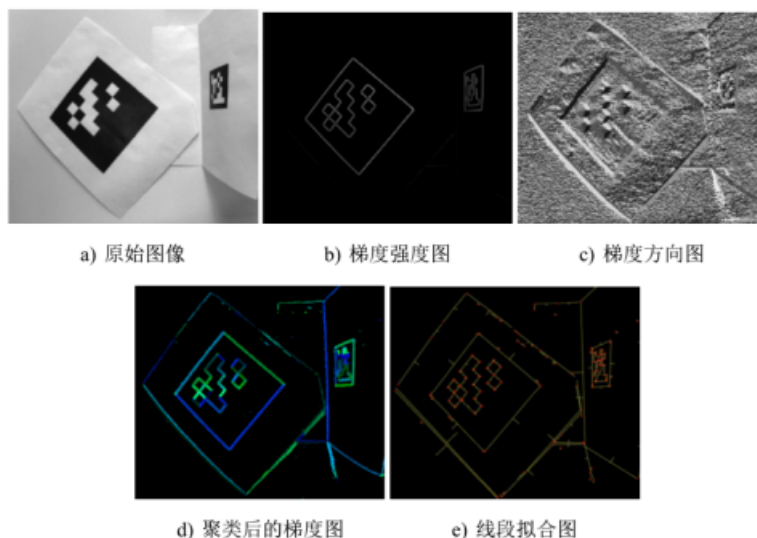 a) 原始图像
b) 梯度强度图
c) 梯度方向图
d) 聚类后的梯度图
e) 线段拟合图